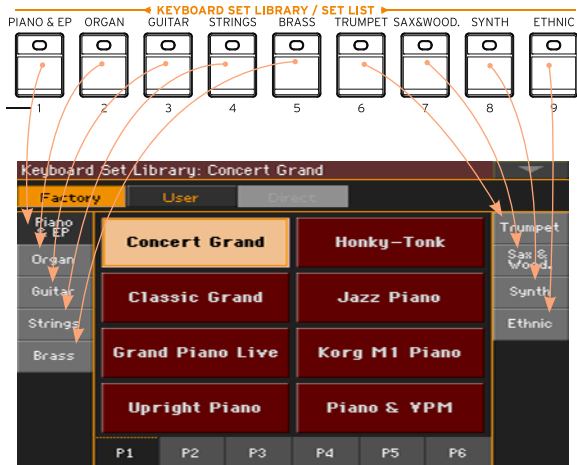 KEYBOARD SET LIBRARY / SET LIST
PIANO & EP ORGAN GUITAR STRINGS BRASS TRUMPET SAX&WOOD. SYNTH ETHNIC
1 2 3 4 5 6 7 8 9
Keyboard Set Library: Concert Grand
Factory User Direct
Piano & EP
Organ
Guitar
Strings
Brass
Concert Grand Honky-Tonk
Classic Grand Jazz Piano
Grand Piano Live Korg M1 Piano
Upright Piano Piano & ¥PM
Trumpet
Sax & Wood.
Synth
Ethnic
P1 P2 P3 P4 P5 P6